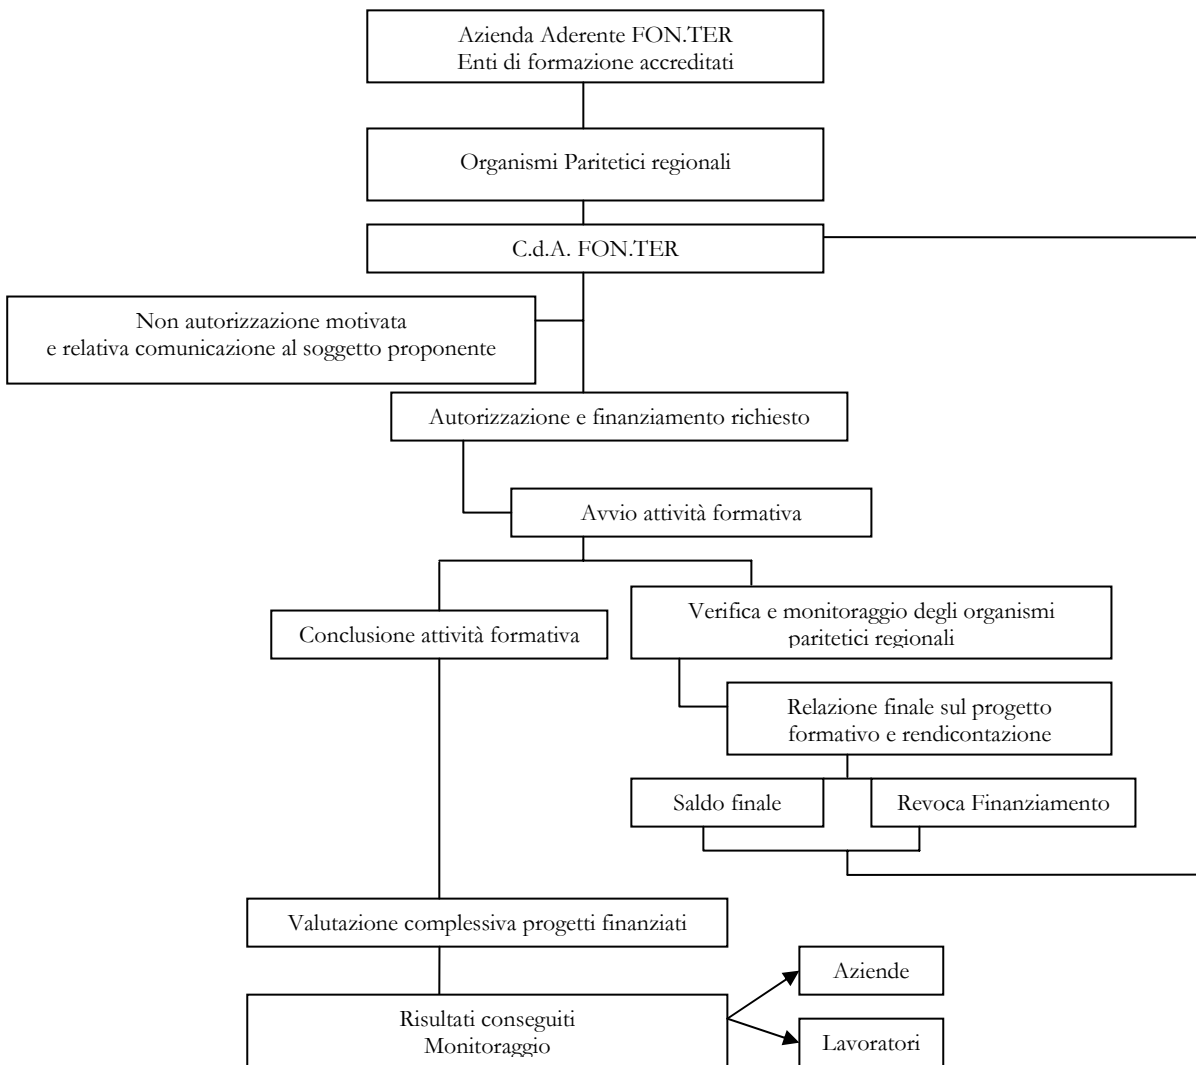 Azienda Aderente FON.TER
Enti di formazione accreditati
Organismi Paritetici regionali
C.d.A. FON.TER
Non autorizzazione motivata
e relativa comunicazione al soggetto proponente
Autorizzazione e finanziamento richiesto
Avvio attività formativa
Conclusione attività formativa
Verifica e monitoraggio degli organismi
paritetici regionali
Relazione finale sul progetto
formativo e rendicontazione
Saldo finale
Revoca Finanziamento
Valutazione complessiva progetti finanziati
Aziende
Risultati conseguiti
Monitoraggio
Lavoratori